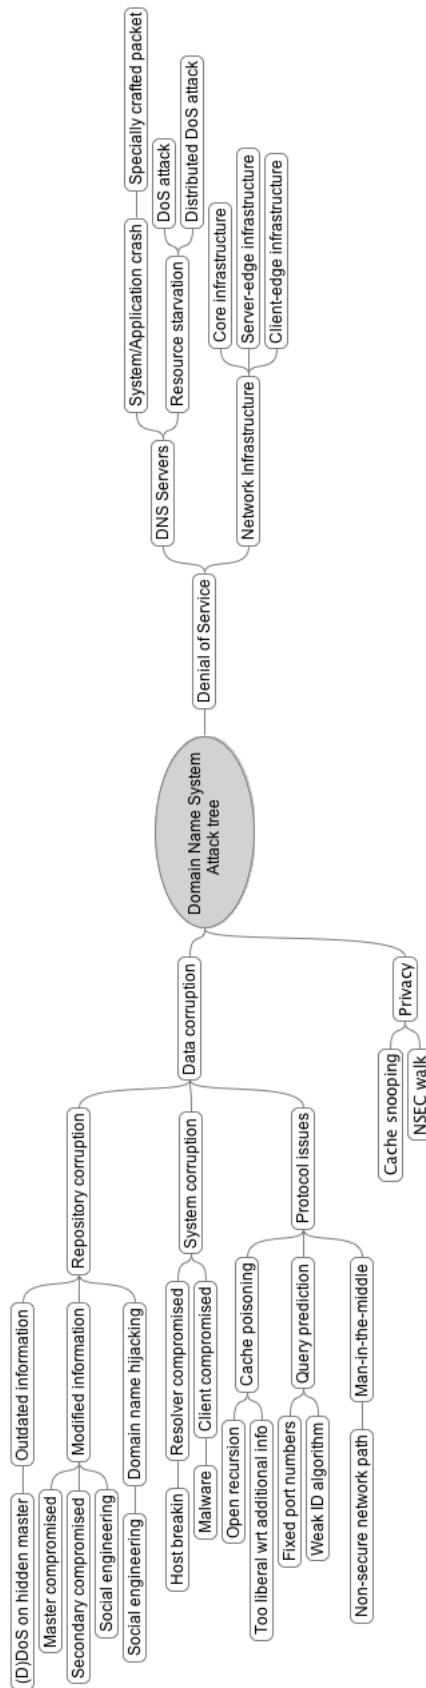 Domain Name System
Attack tree
Denial of Service
DNS Servers
System/Application crash
Specially crafted packet
Resource starvation
DoS attack
Distributed DoS attack
Network Infrastructure
Core infrastructure
Server-edge infrastructure
Client-edge infrastructure
Data corruption
Repository corruption
Outdated information
(D)DoS on hidden master
Modified information
Master compromised
Secondary compromised
Social engineering
Domain name hijacking
Social engineering
System corruption
Resolver compromised
Host breakin
Client compromised
Malware
Protocol issues
Cache poisoning
Open recursion
Too liberal wrt additional info
Query prediction
Fixed port numbers
Weak ID algorithm
Man-in-the-middle
Non-secure network path
Privacy
Cache snooping
NSEC walk